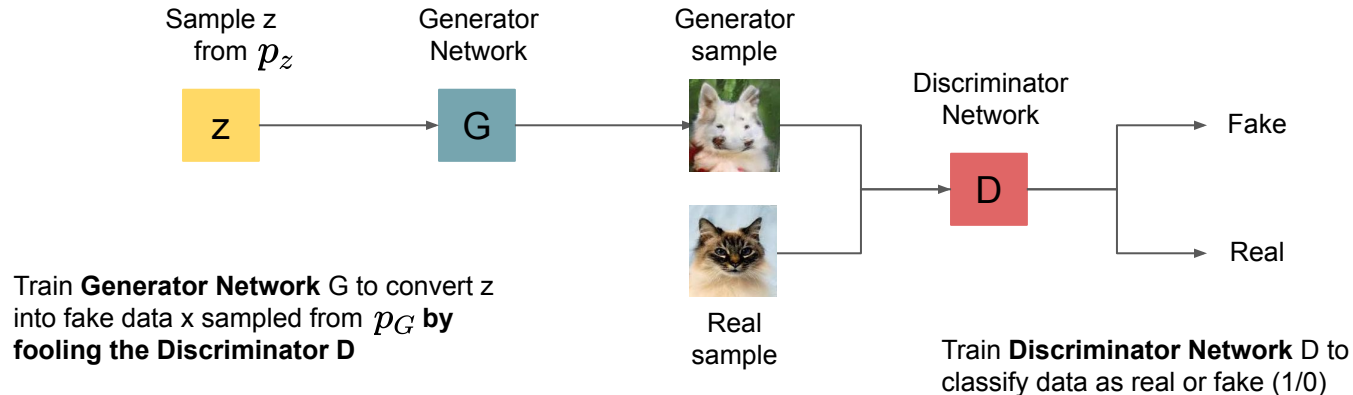 Sample z
from p_z
Generator
Network
Generator
sample
Discriminator
Network
z
G
D
Fake
Real
Real
sample
Train Generator Network G to convert z
into fake data x sampled from p_G by
fooling the Discriminator D
Train Discriminator Network D to
classify data as real or fake (1/0)